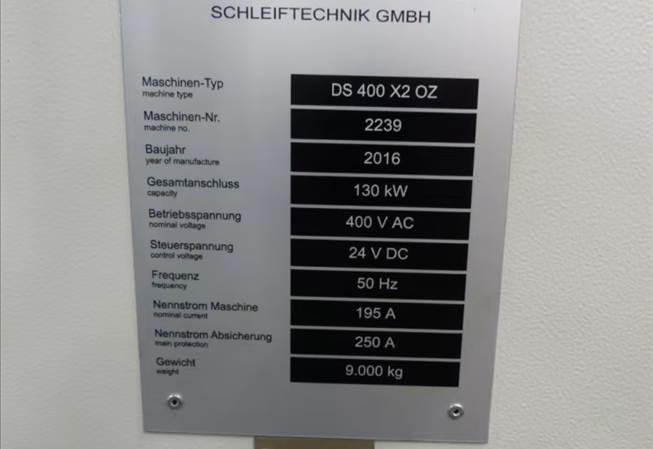 SCHLEIFTECHNIK GMBH
Maschinen-Typ DS 400 X2 OZ
machine type
Maschinen-Nr. 2239
machine no.
Baujahr 2016
year of manufacture
Gesamtanschluss 130 kW
capacity
Betriebsspannung 400 V AC
nominal voltage
Steuerspannung 24 V DC
control voltage
Frequenz 50 Hz
frequency
Nennstrom Maschine 195 A
nominal current
Nennstrom Absicherung 250 A
main protection
Gewicht 9.000 kg
weight